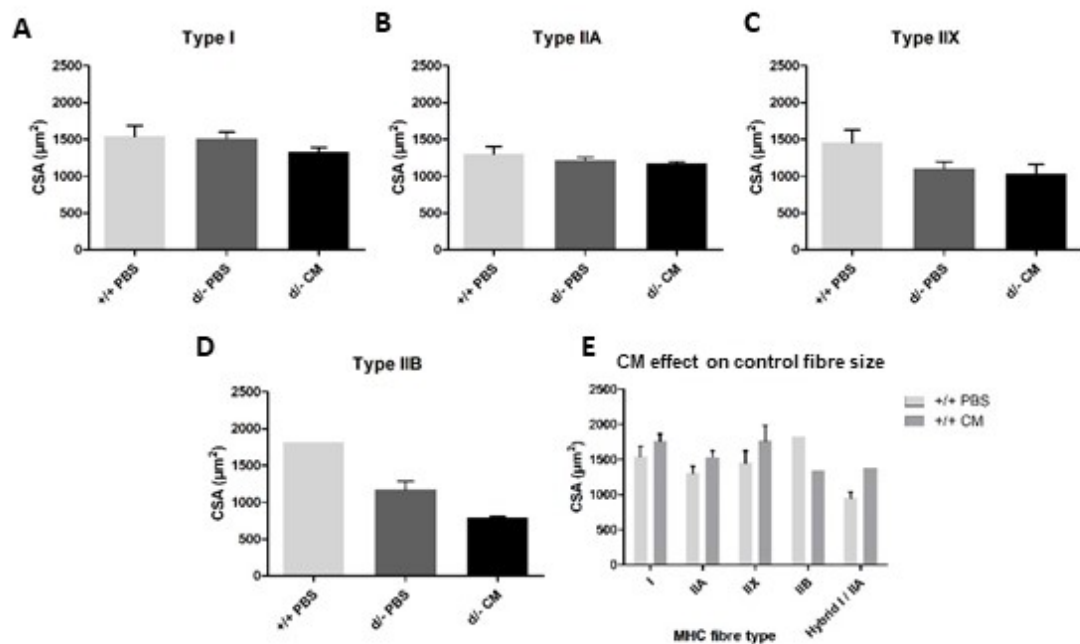 A
Type I
2500
2000
1500
1000
500
0
CSA (µm²)
+/+ PBS
d/- PBS
d/- CM
B
Type IIA
2500
2000
1500
1000
500
0
CSA (µm²)
+/+ PBS
d/- PBS
d/- CM
C
Type IIX
2500
2000
1500
1000
500
0
CSA (µm²)
+/+ PBS
d/- PBS
d/- CM
D
Type IIB
2500
2000
1500
1000
500
0
CSA (µm²)
+/+ PBS
d/- PBS
d/- CM
E
CM effect on control fibre size
2500
2000
1500
1000
500
0
CSA (µm²)
I
IIA
IIX
IIB
Hybrid I / IIA
MHC fibre type
+/+ PBS
+/+ CM